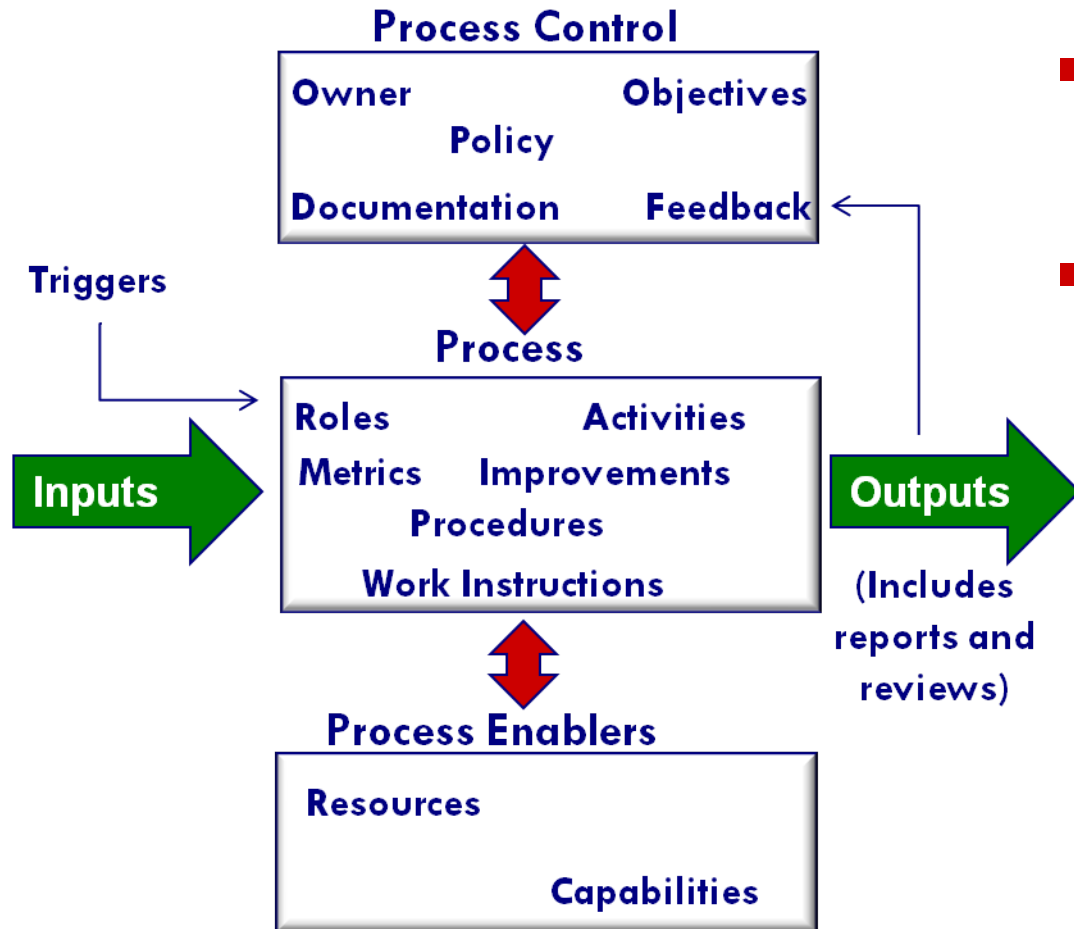 Process Control
Owner Objectives
Policy
Documentation Feedback
Triggers
Process
Roles Activities
Metrics Improvements
Procedures
Work Instructions
Inputs
Outputs
(Includes
reports and
reviews)
Process Enablers
Resources
Capabilities